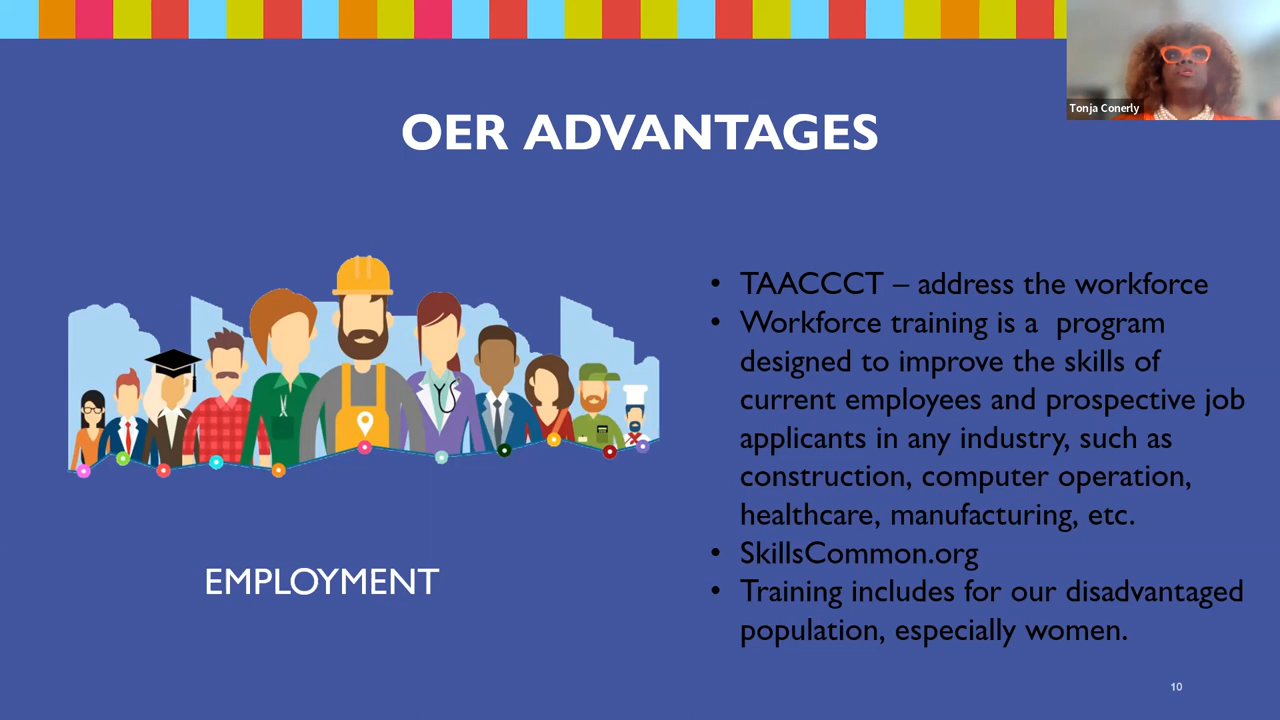 Tonja Conerly
OER ADVANTAGES
• TAACCCT – address the workforce
• Workforce training is a  program
designed to improve the skills of
current employees and prospective job
applicants in any industry, such as
construction, computer operation,
healthcare, manufacturing, etc.
• SkillsCommon.org
• Training includes for our disadvantaged
population, especially women.
EMPLOYMENT
10